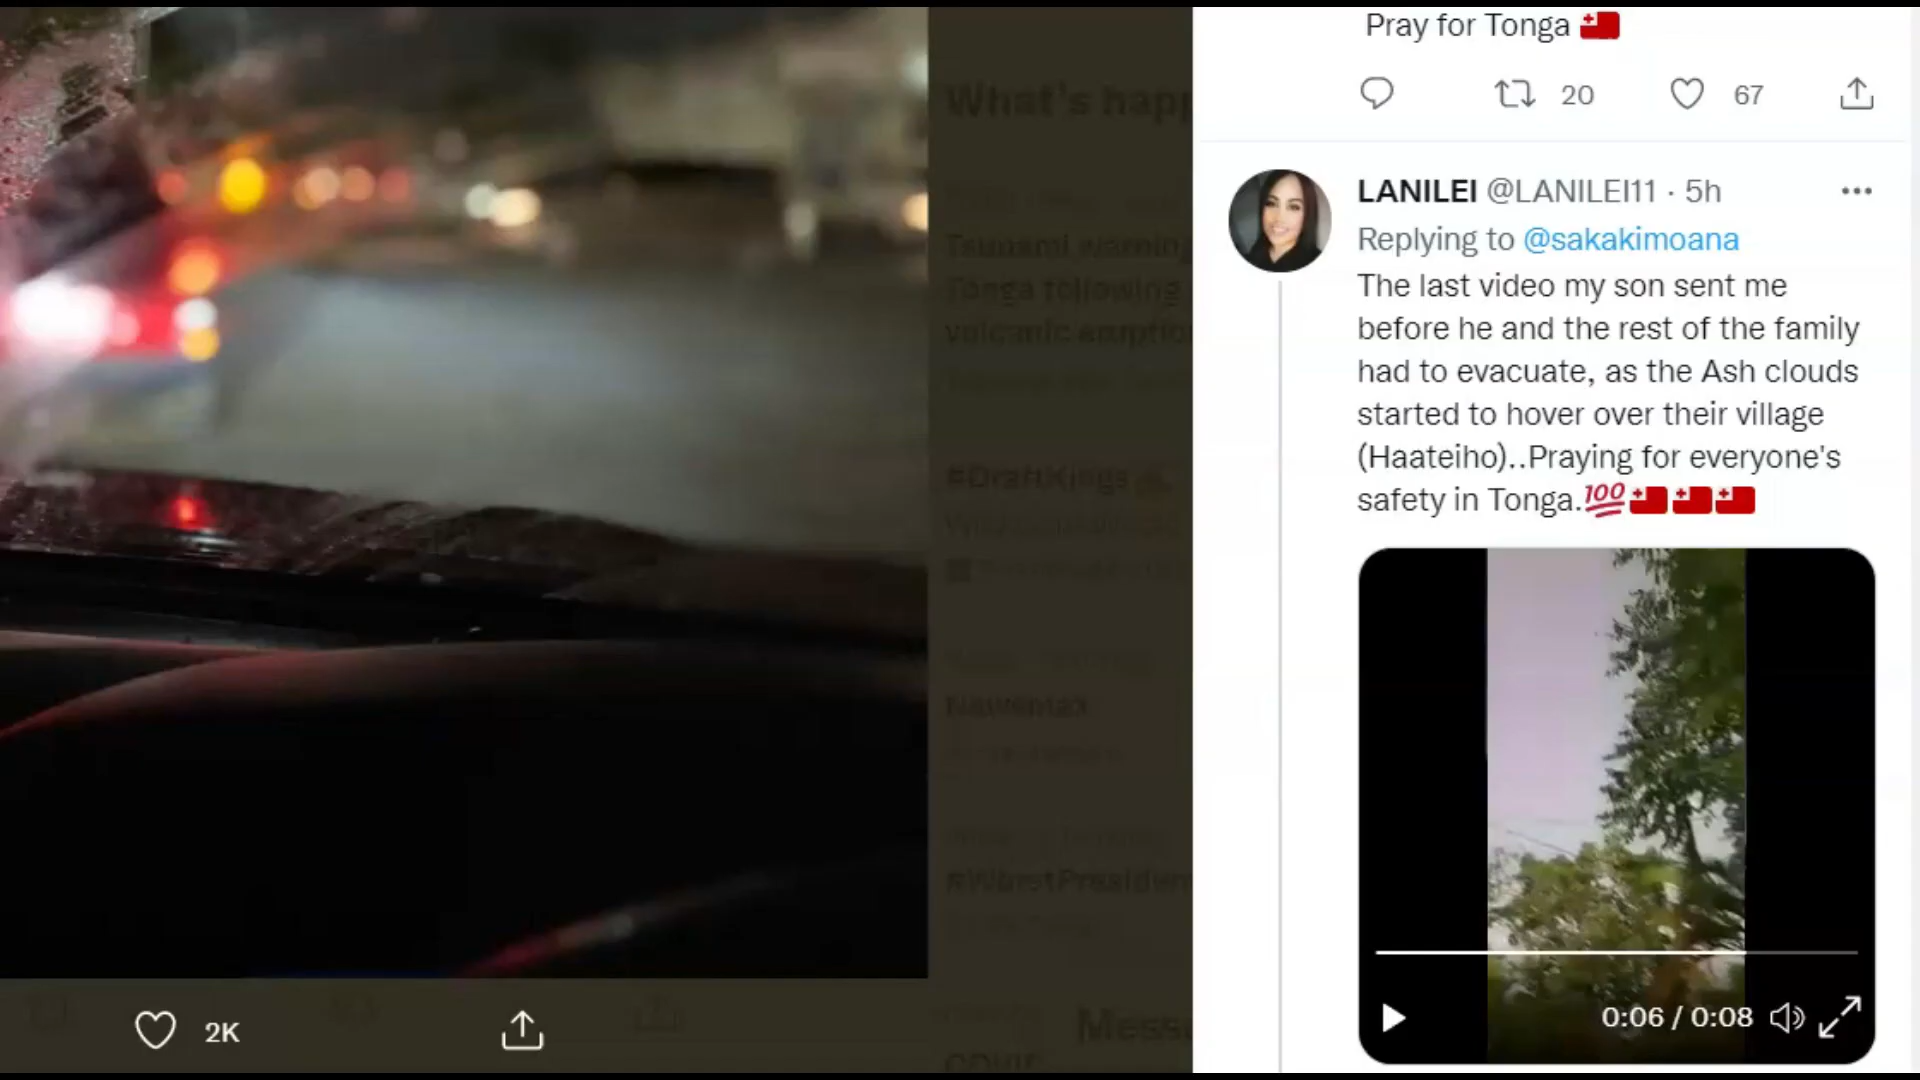 Pray for Tonga
20
67
LANILEI @LANILEI11 · 5h
Replying to @sakakimoana
The last video my son sent me
before he and the rest of the family
had to evacuate, as the Ash clouds
started to hover over their village
(Haateiho)..Praying for everyone's
safety in Tonga.💯🇹🇴🇹🇴🇹🇴
0:06 / 0:08
2K
What's happ
Tsunami warning
Tonga following
volcanic eruptio
#DraftKings
Newsmax
#WorstPresiden
Messa
COVID